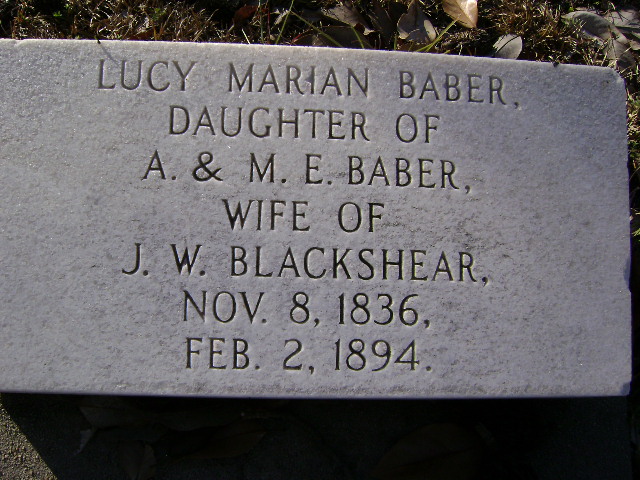 LUCY MARIAN BABER,
DAUGHTER OF
A. & M. E. BABER,
WIFE OF
J. W. BLACKSHEAR,
NOV. 8, 1836,
FEB. 2, 1894.